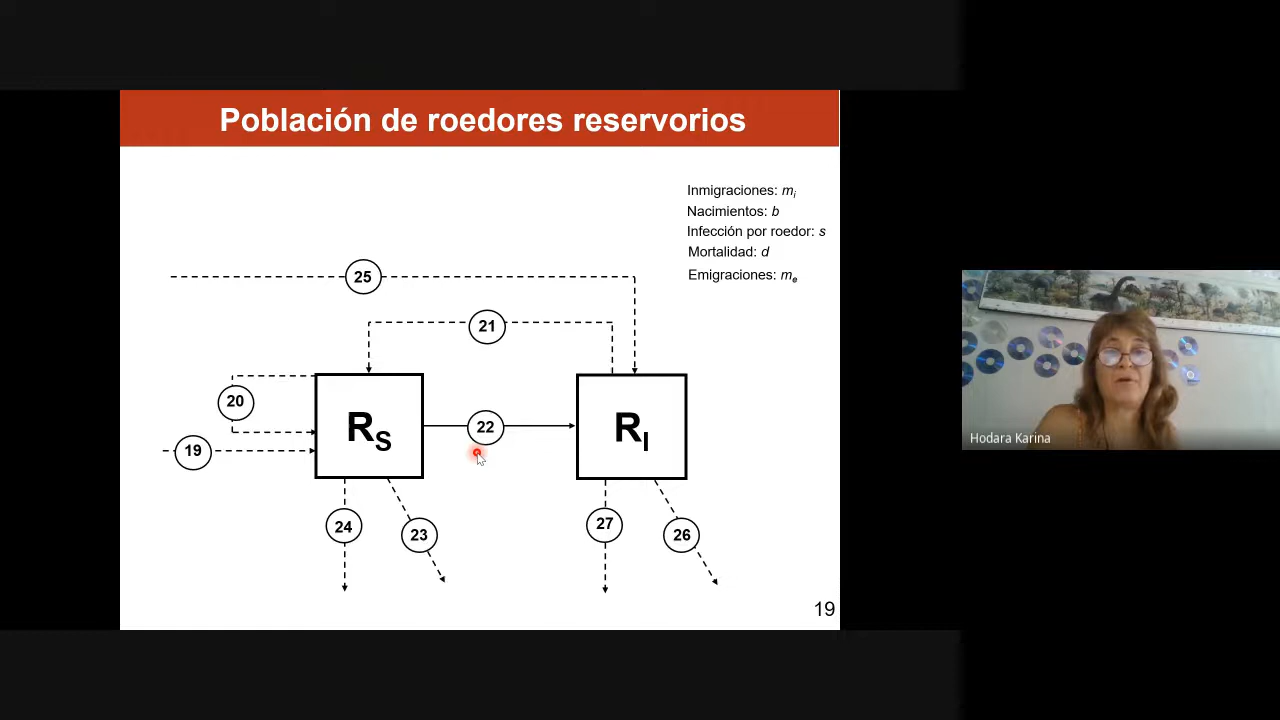 Población de roedores reservorios
Inmigraciones: mi
Nacimientos: b
Infección por roedor: s
Mortalidad: d
Emigraciones: me
25
21
20
RS
22
RI
19
24
23
27
26
19
Hodara Karina